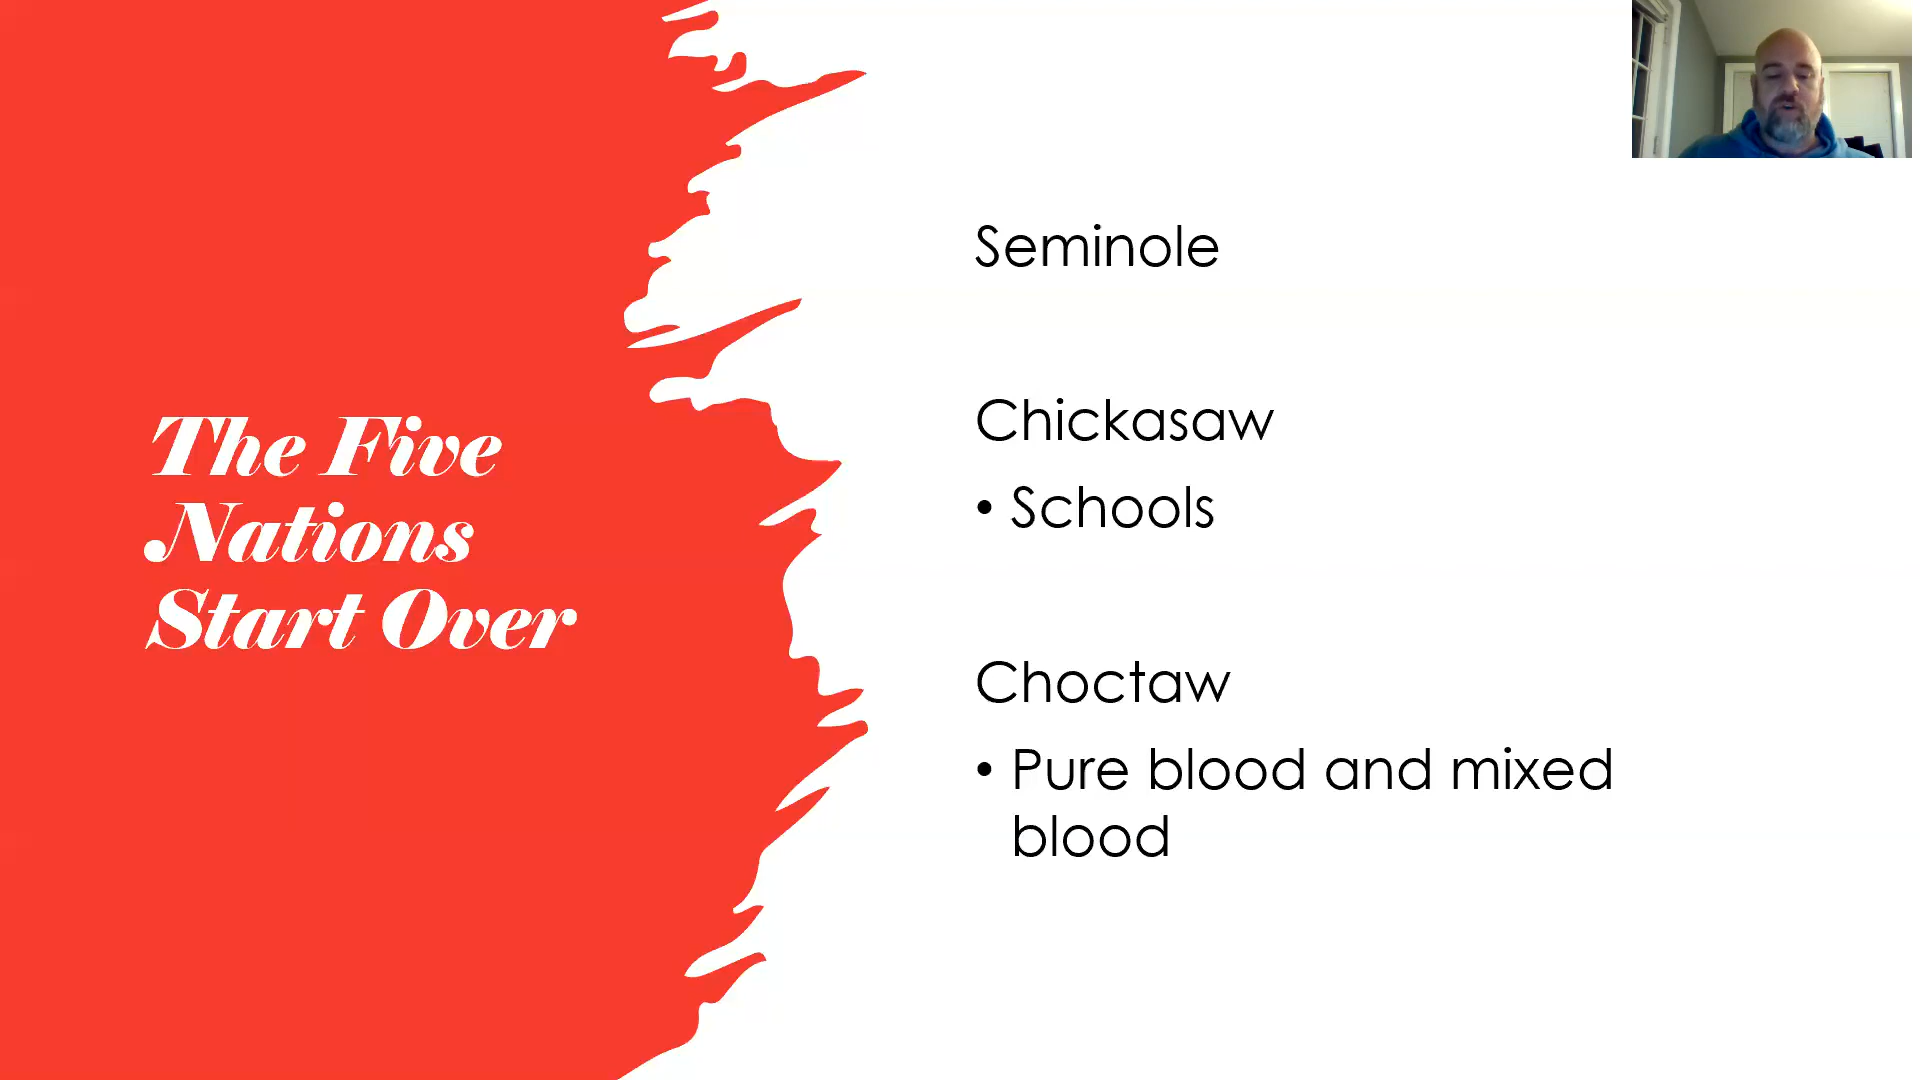 The Five
Nations
Start Over
Seminole
Chickasaw
• Schools
Choctaw
• Pure blood and mixed
blood